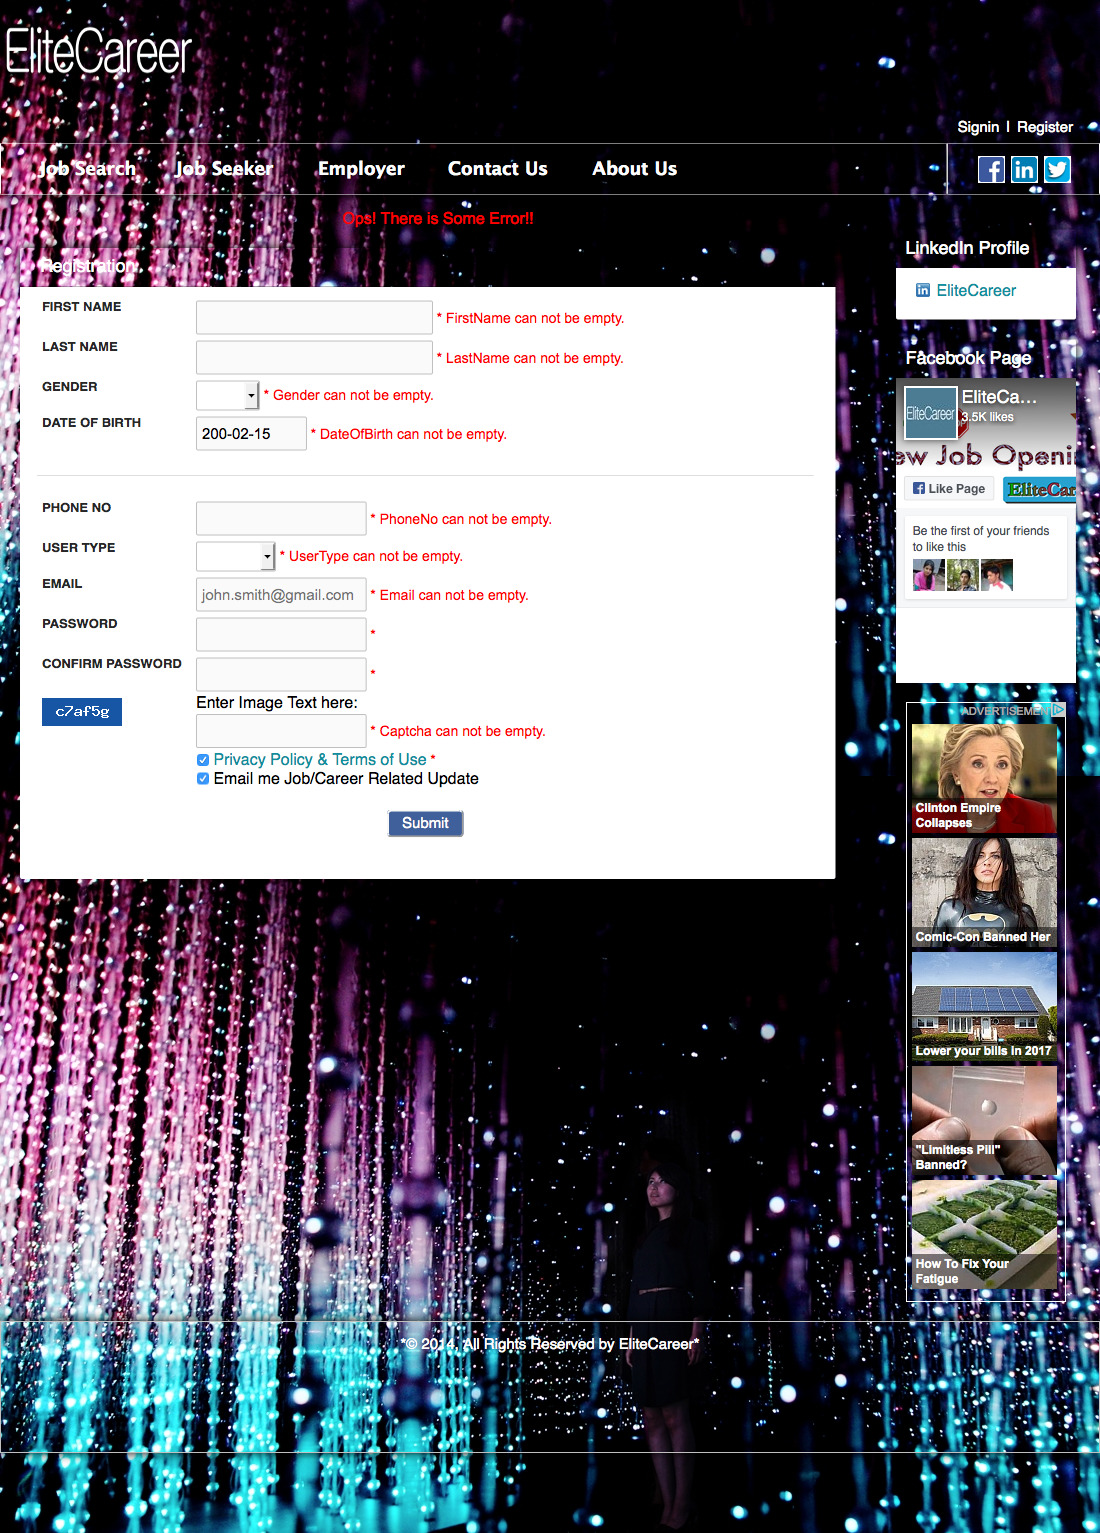 EliteCareer
Signin | Register
Job Search Job Seeker Employer Contact Us About Us
Ops! There is Some Error!!
Registration
FIRST NAME * FirstName can not be empty.
LAST NAME * LastName can not be empty.
GENDER * Gender can not be empty.
DATE OF BIRTH 200-02-15 * DateOfBirth can not be empty.
PHONE NO * PhoneNo can not be empty.
USER TYPE * UserType can not be empty.
EMAIL john.smith@gmail.com * Email can not be empty.
PASSWORD *
CONFIRM PASSWORD *
Enter Image Text here:
c7af5g
* Captcha can not be empty.
Privacy Policy & Terms of Use *
Email me Job/Career Related Update
Submit
LinkedIn Profile
EliteCareer
Facebook Page
EliteCareer
EliteCa...
3.5K likes
ew Job Openi
Like Page
EliteCar
Be the first of your friends
to like this
ADVERTISEMEN
Clinton Empire
Collapses
Comic-Con Banned Her
Lower your bills in 2017
"Limitless Pill"
Banned?
How To Fix Your
Fatigue
*© 2014, All Rights Reserved by EliteCareer*